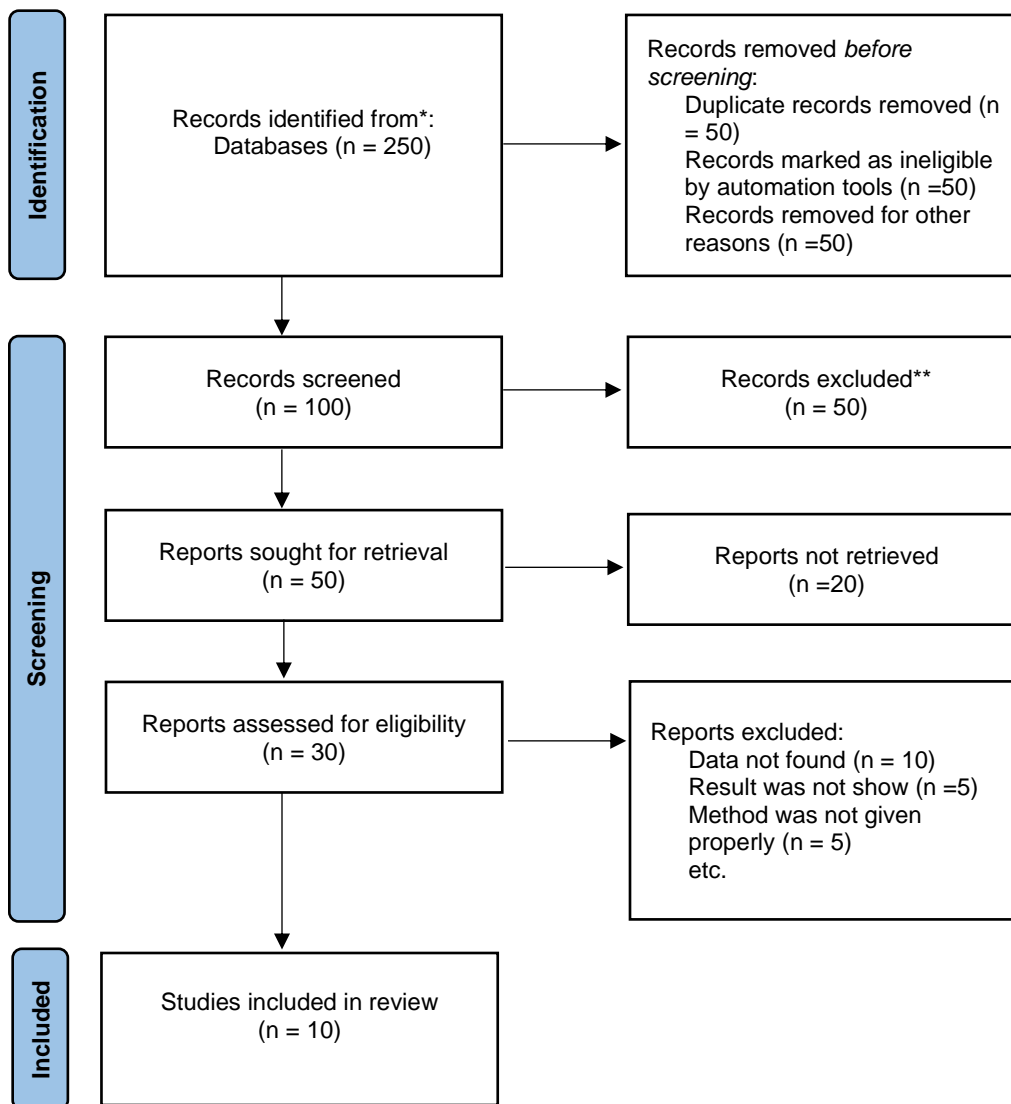 Identification
Records identified from*:
Databases (n = 250)
Records removed before
screening:
Duplicate records removed (n
= 50)
Records marked as ineligible
by automation tools (n =50)
Records removed for other
reasons (n =50)
Screening
Records screened
(n = 100)
Records excluded**
(n = 50)
Reports sought for retrieval
(n = 50)
Reports not retrieved
(n =20)
Reports assessed for eligibility
(n = 30)
Reports excluded:
Data not found (n = 10)
Result was not show (n =5)
Method was not given
properly (n = 5)
etc.
Included
Studies included in review
(n = 10)